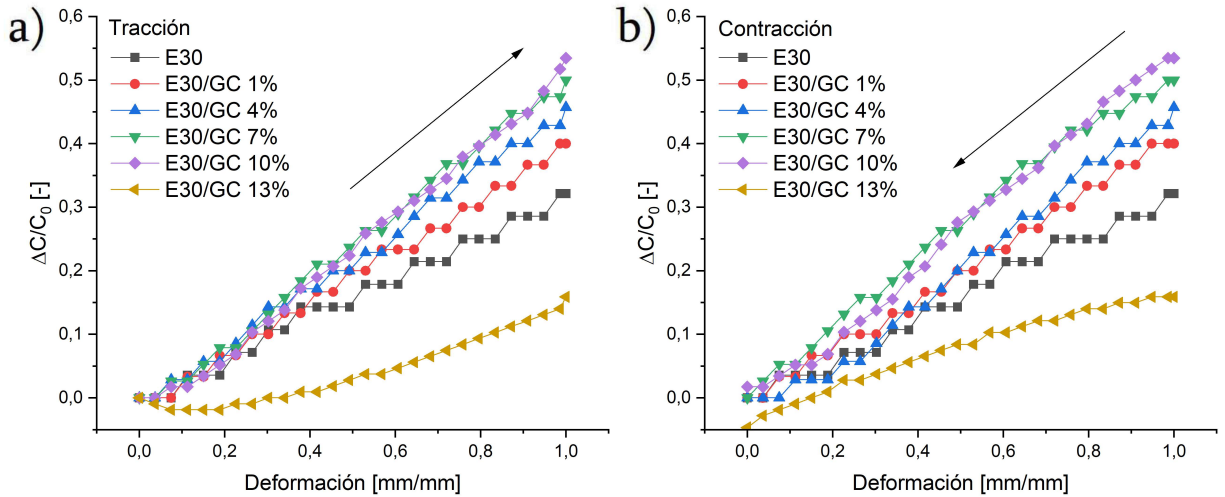 a)
Tracción
E30
E30/GC 1%
E30/GC 4%
E30/GC 7%
E30/GC 10%
E30/GC 13%
0,6
0,5
0,4
0,3
0,2
0,1
0,0
ΔC/C0 [-]
0,0 0,2 0,4 0,6 0,8 1,0
Deformación [mm/mm]
b)
Contracción
E30
E30/GC 1%
E30/GC 4%
E30/GC 7%
E30/GC 10%
E30/GC 13%
0,6
0,5
0,4
0,3
0,2
0,1
0,0
ΔC/C0 [-]
0,0 0,2 0,4 0,6 0,8 1,0
Deformación [mm/mm]